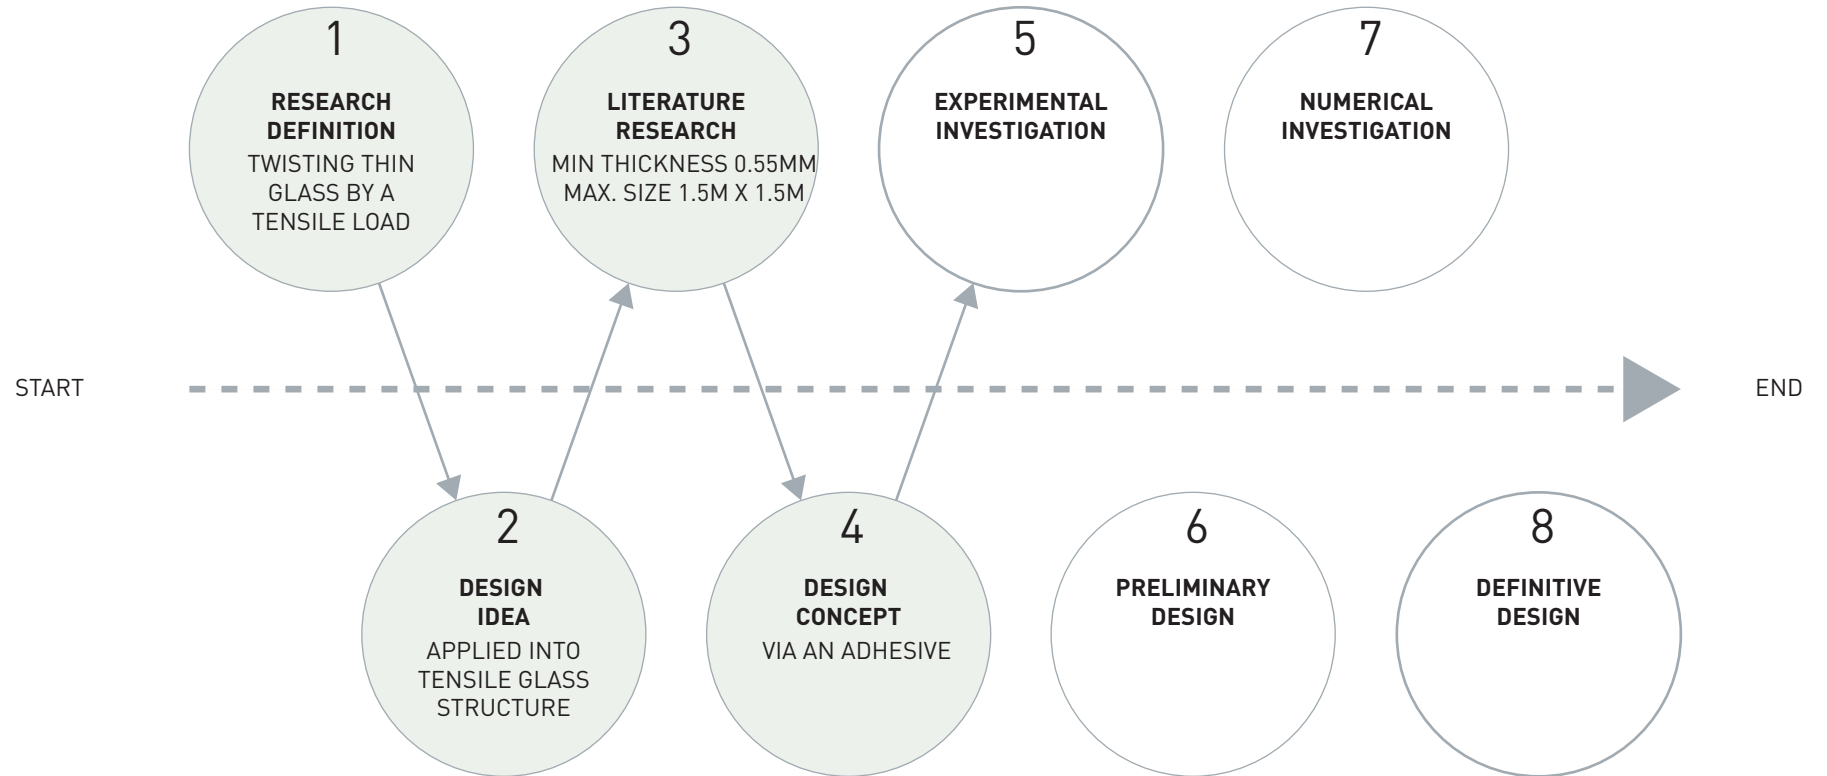 1
RESEARCH
DEFINITION
TWISTING THIN
GLASS BY A
TENSILE LOAD
3
LITERATURE
RESEARCH
MIN THICKNESS 0.55MM
MAX. SIZE 1.5M X 1.5M
5
EXPERIMENTAL
INVESTIGATION
7
NUMERICAL
INVESTIGATION
START
END
2
DESIGN
IDEA
APPLIED INTO
TENSILE GLASS
STRUCTURE
4
DESIGN
CONCEPT
VIA AN ADHESIVE
6
PRELIMINARY
DESIGN
8
DEFINITIVE
DESIGN